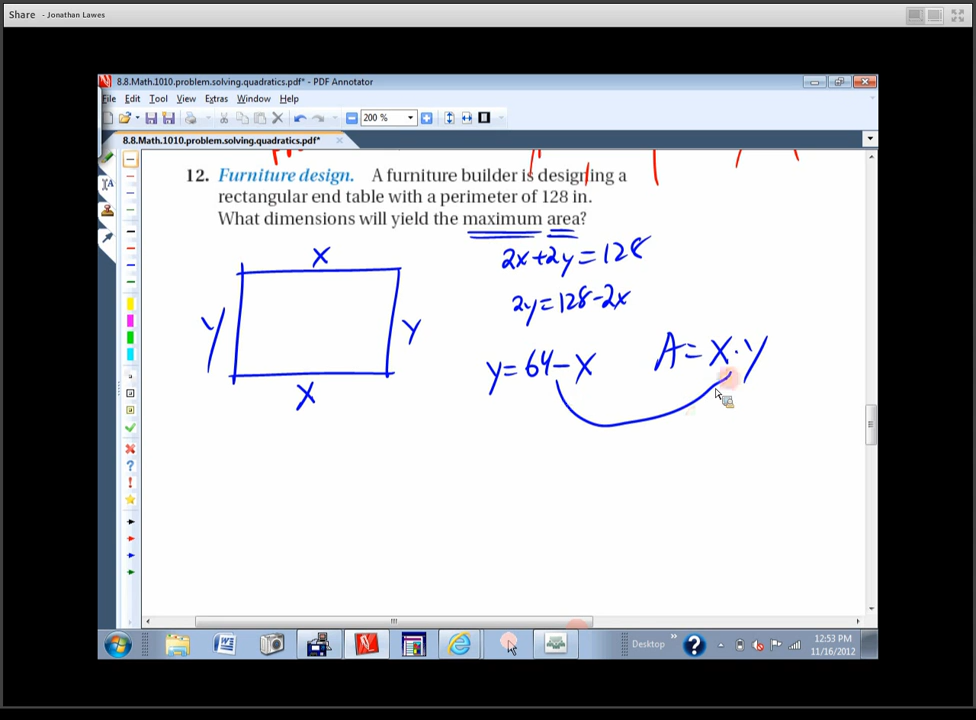 Share - Jonathan Lawes
8.8.Math.1010.problem.solving.quadratics.pdf* - PDF Annotator
File Edit Tool View Extras Window Help
200 %
8.8.Math.1010.problem.solving.quadratics.pdf*
12. Furniture design. A furniture builder is designing a
rectangular end table with a perimeter of 128 in.
What dimensions will yield the maximum area?
2x+2y=128
x
2y=128-2x
y
y
y=64-x
A=x·y
x
Desktop
12:53 PM
11/16/2012